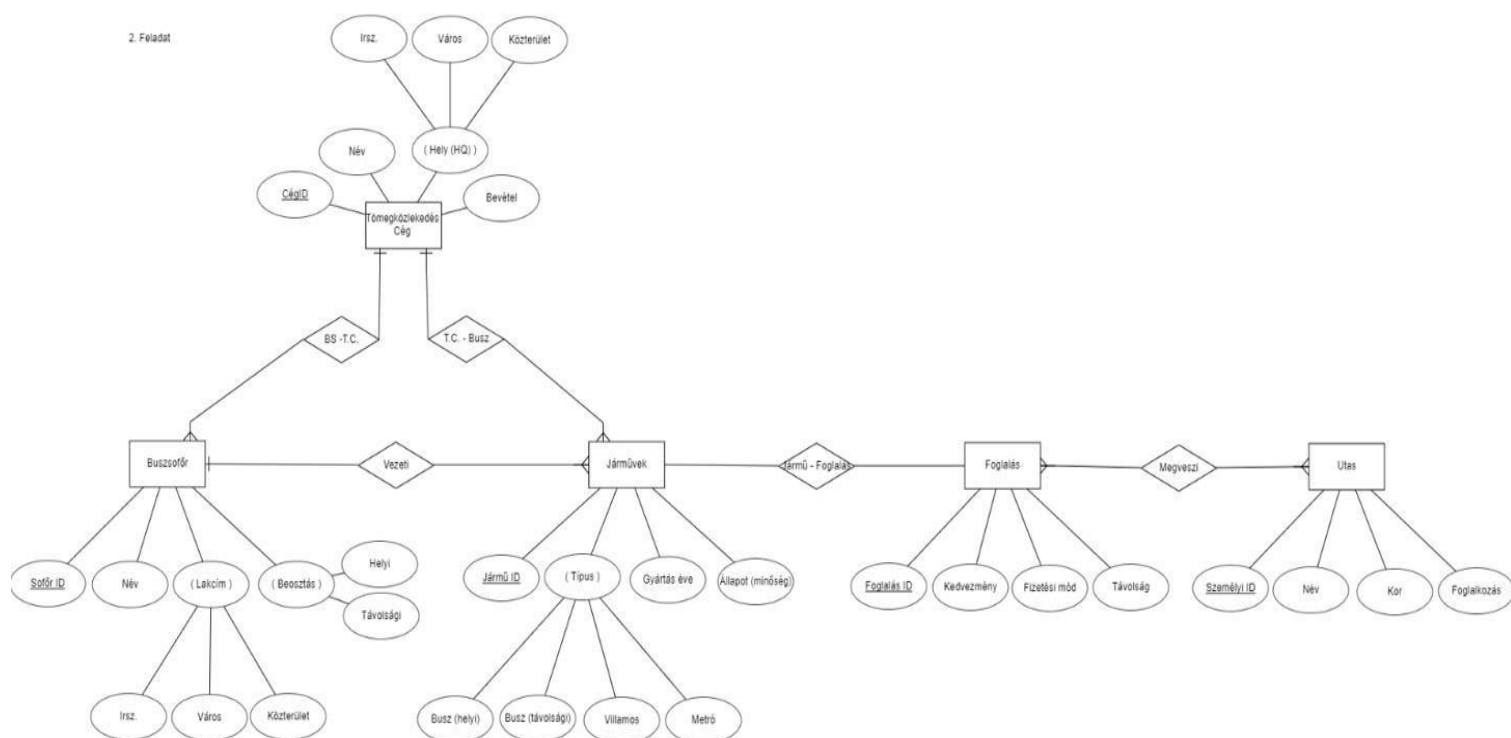 2. Feladat
Irsz.
Város
Közterület
Név
( Hely (HQ) )
CégID
Bevétel
Tömegközlekedés
Cég
BS -T.C.
T.C. - Busz
Buszsofőr
Vezeti
Járművek
Jármű - Foglalás
Foglalás
Megveszi
Utas
Sofőr ID
Név
( Lakcím )
( Beosztás )
Helyi
Távolsági
Jármű ID
( Típus )
Gyártás éve
Állapot (minőség)
Foglalás ID
Kedvezmény
Fizetési mód
Távolság
Személyi ID
Név
Kor
Foglalkozás
Irsz.
Város
Közterület
Busz (helyi)
Busz (távolsági)
Villamos
Metró